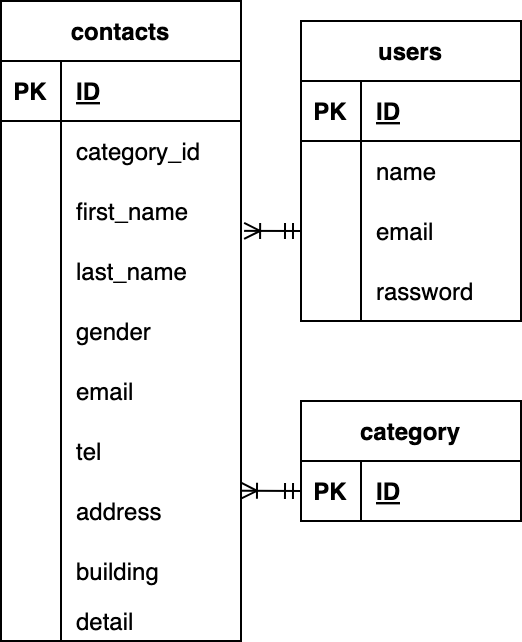 contacts
PK ID
category_id
first_name
last_name
gender
email
tel
address
building
detail
users
PK ID
name
email
rassword
category
PK ID